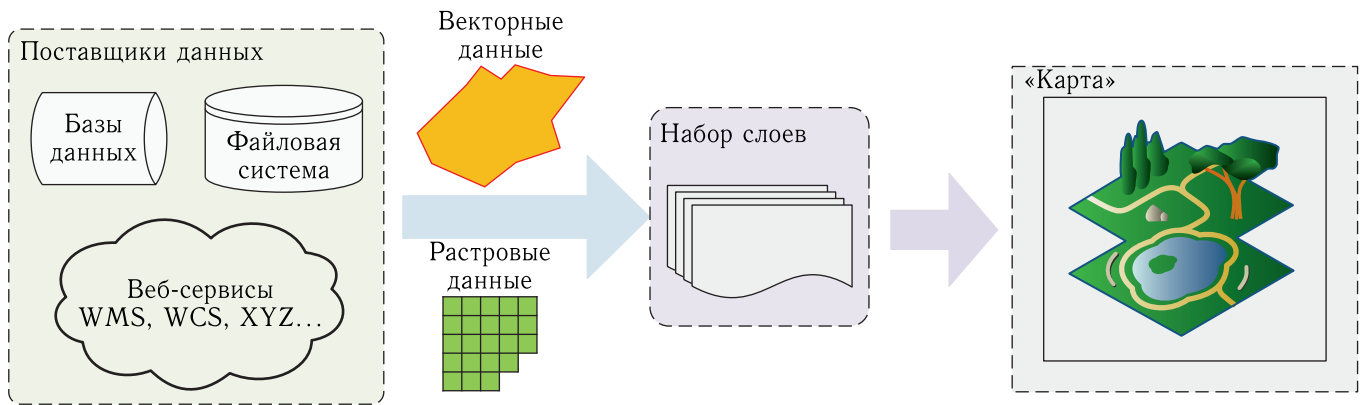 Поставщики данных
Базы
данных
Файловая
система
Веб-сервисы
WMS, WCS, XYZ...
Векторные
данные
Растровые
данные
Набор слоев
«Карта»